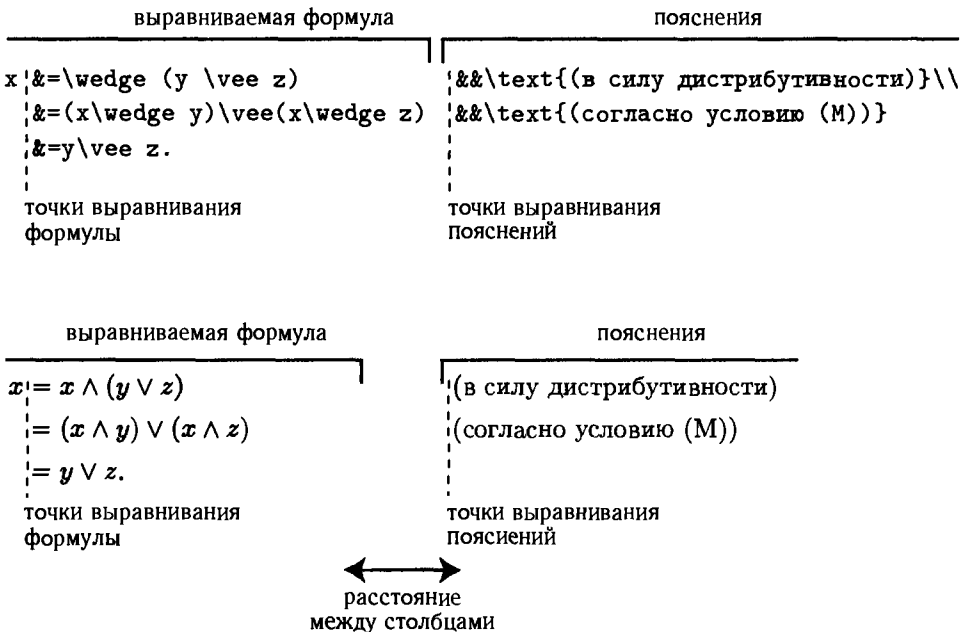 выравниваемая формула пояснения
x &=\wedge (y \vee z) &&\text{(в силу дистрибутивности)}\\
&=(x\wedge y)\vee(x\wedge z) &&\text{(согласно условию (M))}
&=y\vee z.
точки выравнивания точки выравнивания
формулы пояснений
выравниваемая формула пояснения
x = x ∧ (y ∨ z) (в силу дистрибутивности)
= (x ∧ y) ∨ (x ∧ z) (согласно условию (M))
= y ∨ z.
точки выравнивания точки выравнивания
формулы поясиений
расстояние
между столбцами